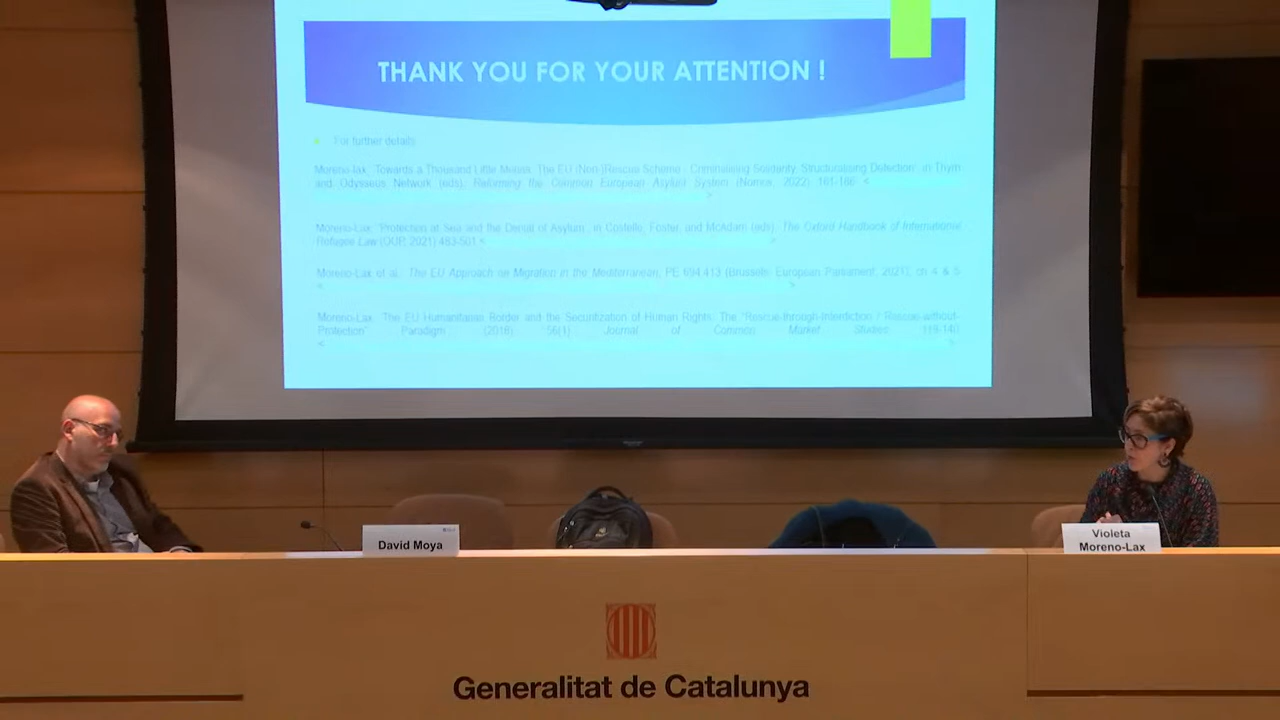 THANK YOU FOR YOUR ATTENTION !
For further details
Moreno-lax, 'Towards a Thousand Little Morias: The EU (Non-)Rescue Scheme - Criminalising Solidarity, Structuralising Defection', in Thym
and Odysseus Network (eds), Reforming the Common European Asylum System (Nomos, 2022) 161-186 <
>
Moreno-Lax, 'Protection at Sea and the Denial of Asylum', in Costello, Foster, and McAdam (eds), The Oxford Handbook of International
Refugee Law (OUP, 2021) 483-501 < >
Moreno-Lax et al, The EU Approach on Migration in the Mediterranean, PE 694.413 (Brussels: European Parliament, 2021), ch 4 & 5
< >
Moreno-Lax, 'The EU Humanitarian Border and the Securitization of Human Rights: The "Rescue-through-Interdiction / Rescue-without-
Protection" Paradigm', (2018) 56(1) Journal of Common Market Studies 119-140
< >
David Moya
Violeta
Moreno-Lax
Generalitat de Catalunya